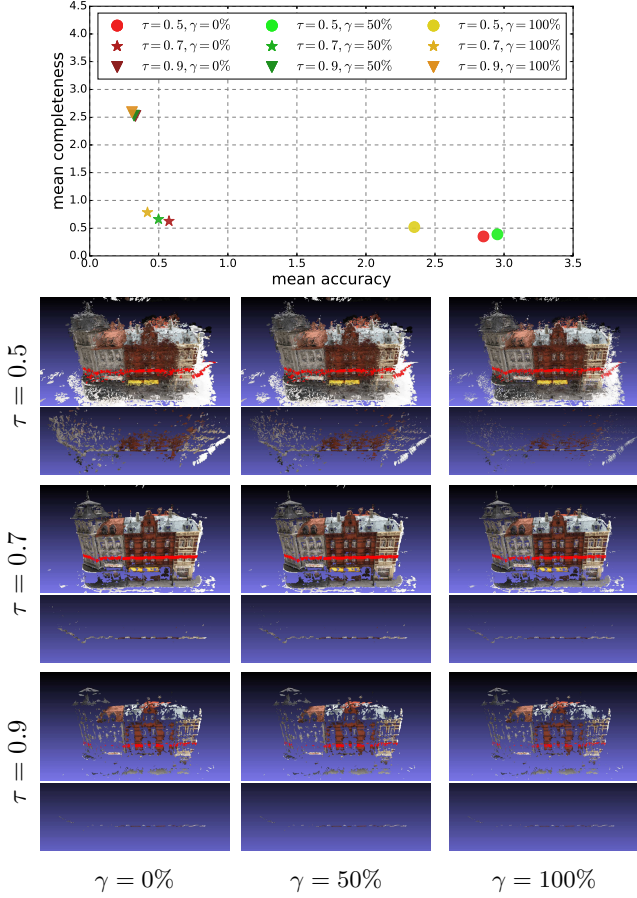 4.5
4.0
3.5
3.0
2.5
2.0
1.5
1.0
0.5
0.0
mean completeness
τ = 0.5, γ = 0%
τ = 0.5, γ = 50%
τ = 0.5, γ = 100%
τ = 0.7, γ = 0%
τ = 0.7, γ = 50%
τ = 0.7, γ = 100%
τ = 0.9, γ = 0%
τ = 0.9, γ = 50%
τ = 0.9, γ = 100%
0.0 0.5 1.0 1.5 2.0 2.5 3.0 3.5
mean accuracy
τ = 0.5
τ = 0.7
τ = 0.9
γ = 0% γ = 50% γ = 100%